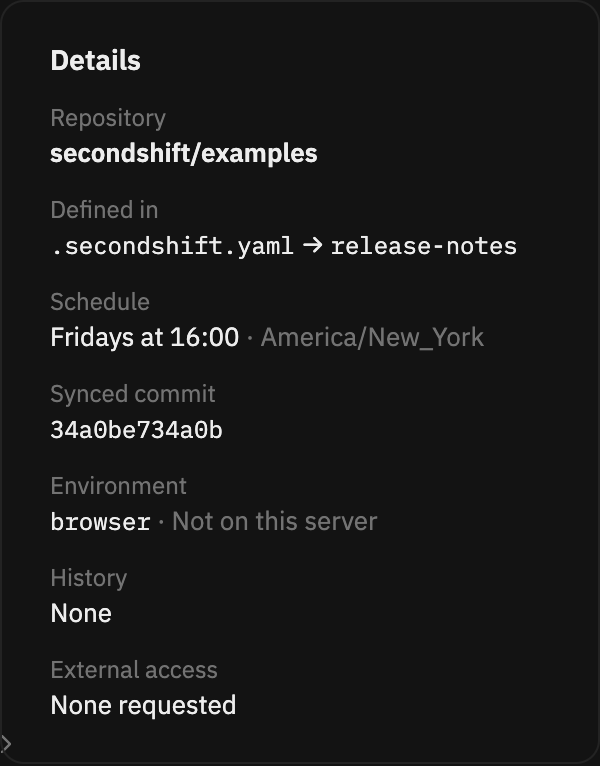 Details
Repository
secondshift/examples
Defined in
.secondshift.yaml → release-notes
Schedule
Fridays at 16:00 · America/New_York
Synced commit
34a0be734a0b
Environment
browser · Not on this server
History
None
External access
None requested